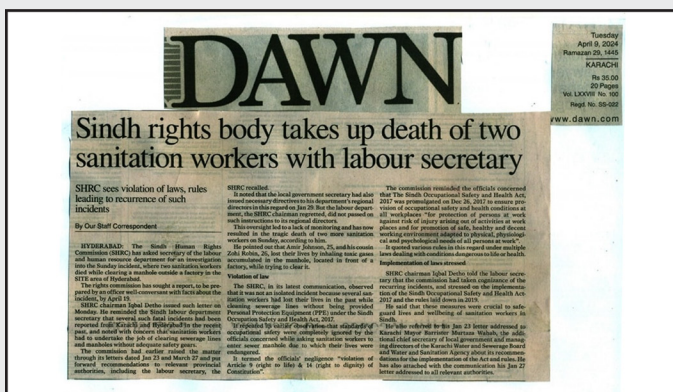 DAWN
Tuesday
April 9, 2024
Ramazan 29, 1445
KARACHI
Rs 35.00
20 Pages
Vol. LXXVIII No. 100
Regd. No. SS-022
www.dawn.com
Sindh rights body takes up death of two
sanitation workers with labour secretary
SHRC sees violation of laws, rules
leading to recurrence of such
incidents
By Our Staff Correspondent
HYDERABAD: The Sindh Human Rights
Commission (SHRC) has asked secretary of the labour
and human resource department for an investigation
into the Sunday incident, where two sanitation workers
died while clearing a manhole outside a factory in the
SITE area of Hyderabad.
The rights commission has sought a report, to be pre-
pared by an officer well-conversant with facts about the
incident, by April 19.
SHRC chairman Iqbal Detho issued such letter on
Monday. He reminded the Sindh labour department
secretary that several such fatal incidents had been
reported from Karachi and Hyderabad in the recent
past, and noted with concern that sanitation workers
had to undertake the job of clearing sewerage lines
and manholes without adequate safety gears.
The commission had earlier raised the matter
through its letters dated Jan 23 and March 27 and put
forward recommendations to relevant provincial
authorities, including the labour secretary, the
SHRC recalled.
It noted that the local government secretary had also
issued necessary directives to his department's regional
directors in this regard on Jan 29. But the labour depart-
ment, the SHRC chairman regretted, did not passed on
such instructions to its regional directors.
This oversight led to a lack of monitoring and has now
resulted in the tragic death of two more sanitation
workers on Sunday, according to him.
He pointed out that Amir Johnson, 25, and his cousin
Zohi Robin, 26, lost their lives by inhaling toxic gases
accumulated in the manhole, located in front of a
factory, while trying to clear it.
Violation of law
The SHRC, in its latest communication, observed
that it was not an isolated incident because several san-
itation workers had lost their lives in the past while
cleaning sewerage lines without being provided
Personal Protection Equipment (PPE) under the Sindh
Occupation Safety and Health Act, 2017.
occupational safety were completely ignored by the
officials concerned while asking sanitation workers to
enter sewer manhole due to which their lives were
endangered.
It termed the officials' negligence "violation of
Article 9 (right to life) & 14 (right to dignity) of
Constitution".
The commission reminded the officials concerned
that The Sindh Occupational Safety and Health Act,
2017 was promulgated on Dec 26, 2017 to ensure pro-
vision of occupational safety and health conditions at
all workplaces "for protection of persons at work
against risk of injury arising out of activities at work
places and for promotion of safe, healthy and decent
working environment adapted to physical, physiologi-
cal and psychological needs of all persons at work".
It quoted various rules in this regard under multiple
laws dealing with conditions dangerous to life or health.
Implementation of laws stressed
SHRC chairman Iqbal Detho told the labour secre-
tary that the commission had taken cognizance of the
recurring incidents, and stressed on the implementa-
tion of the Sindh Occupational Safety and Health Act
2017 and the rules laid down in 2019.
He said that these measures were crucial to safe-
guard lives and wellbeing of sanitation workers in
Sindh.
He also referred to his Jan 23 letter addressed to
Karachi Mayor Barrister Murtaza Wahab, the addi-
tional chief secretary of local government and manag-
ing directors of the Karachi Water and Sewerage Board
and Water and Sanitation Agency about its recommen-
dations for the implementation of the Act and rules. He
has also attached with the communication his Jan 27
letter addressed to all relevant authorities.